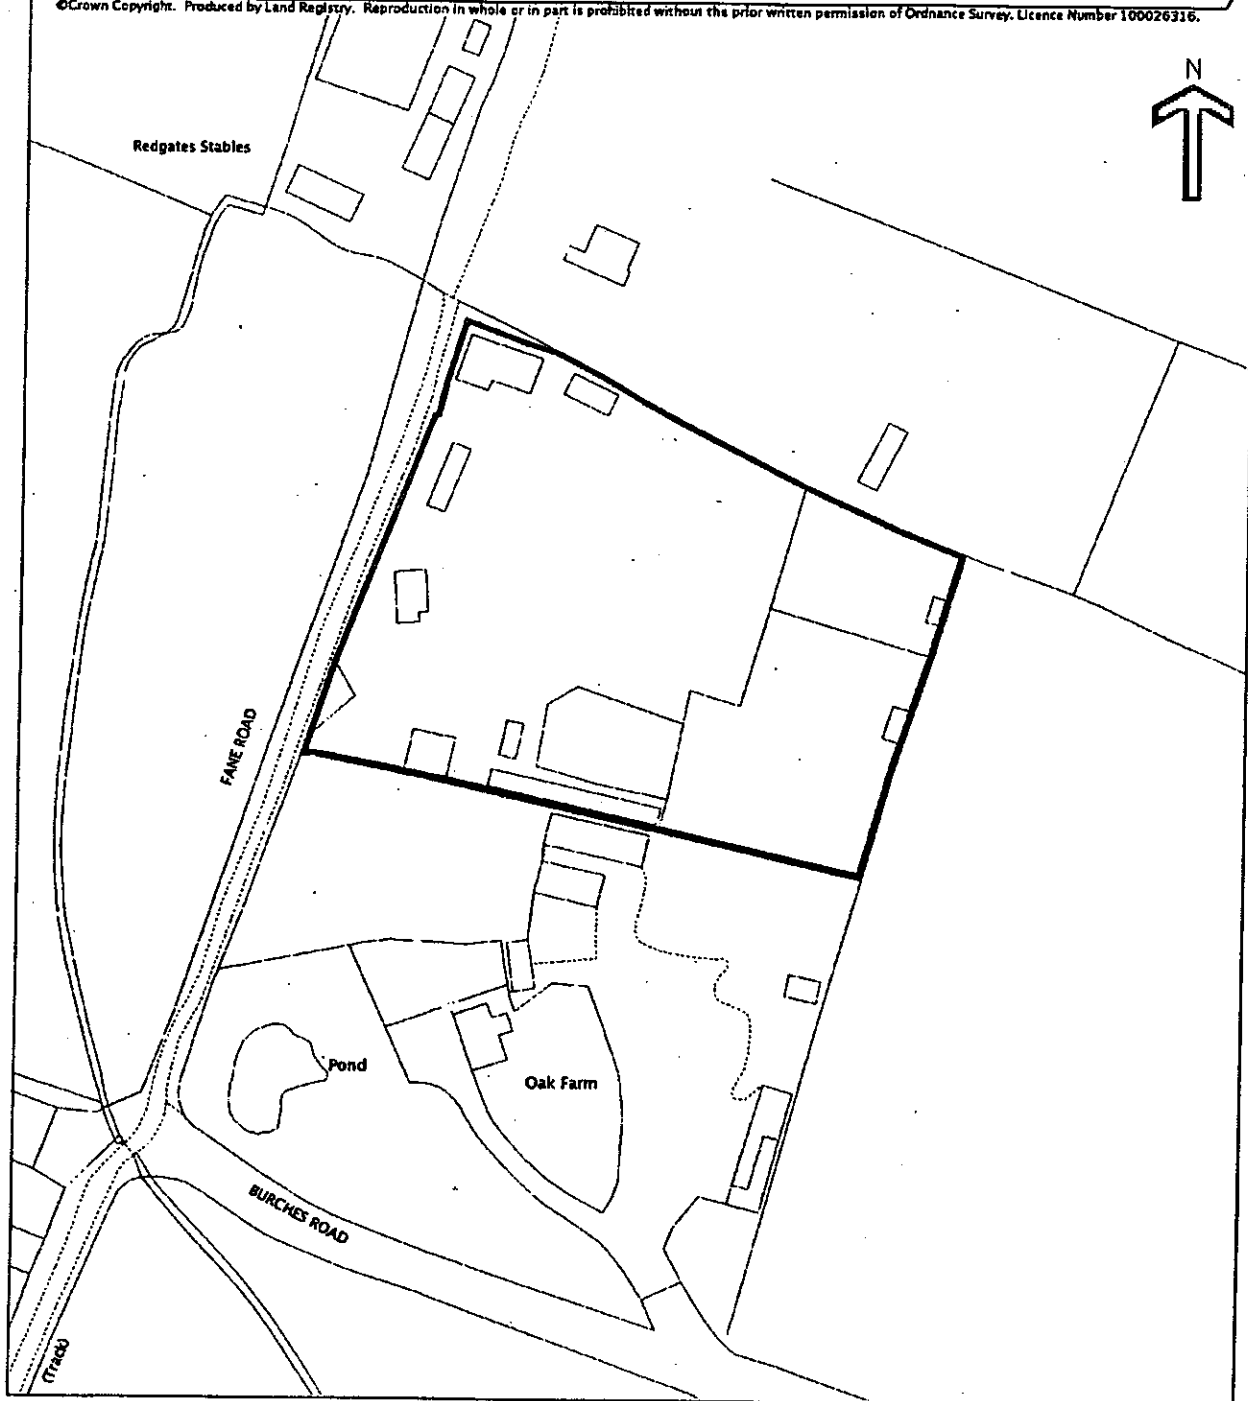 ©Crown Copyright. Produced by Land Registry. Reproduction in whole or in part is prohibited without the prior written permission of Ordnance Survey. Licence Number 100026316.
N
Redgates Stables
FANE ROAD
Pond
Oak Farm
BURCHES ROAD
(Track)